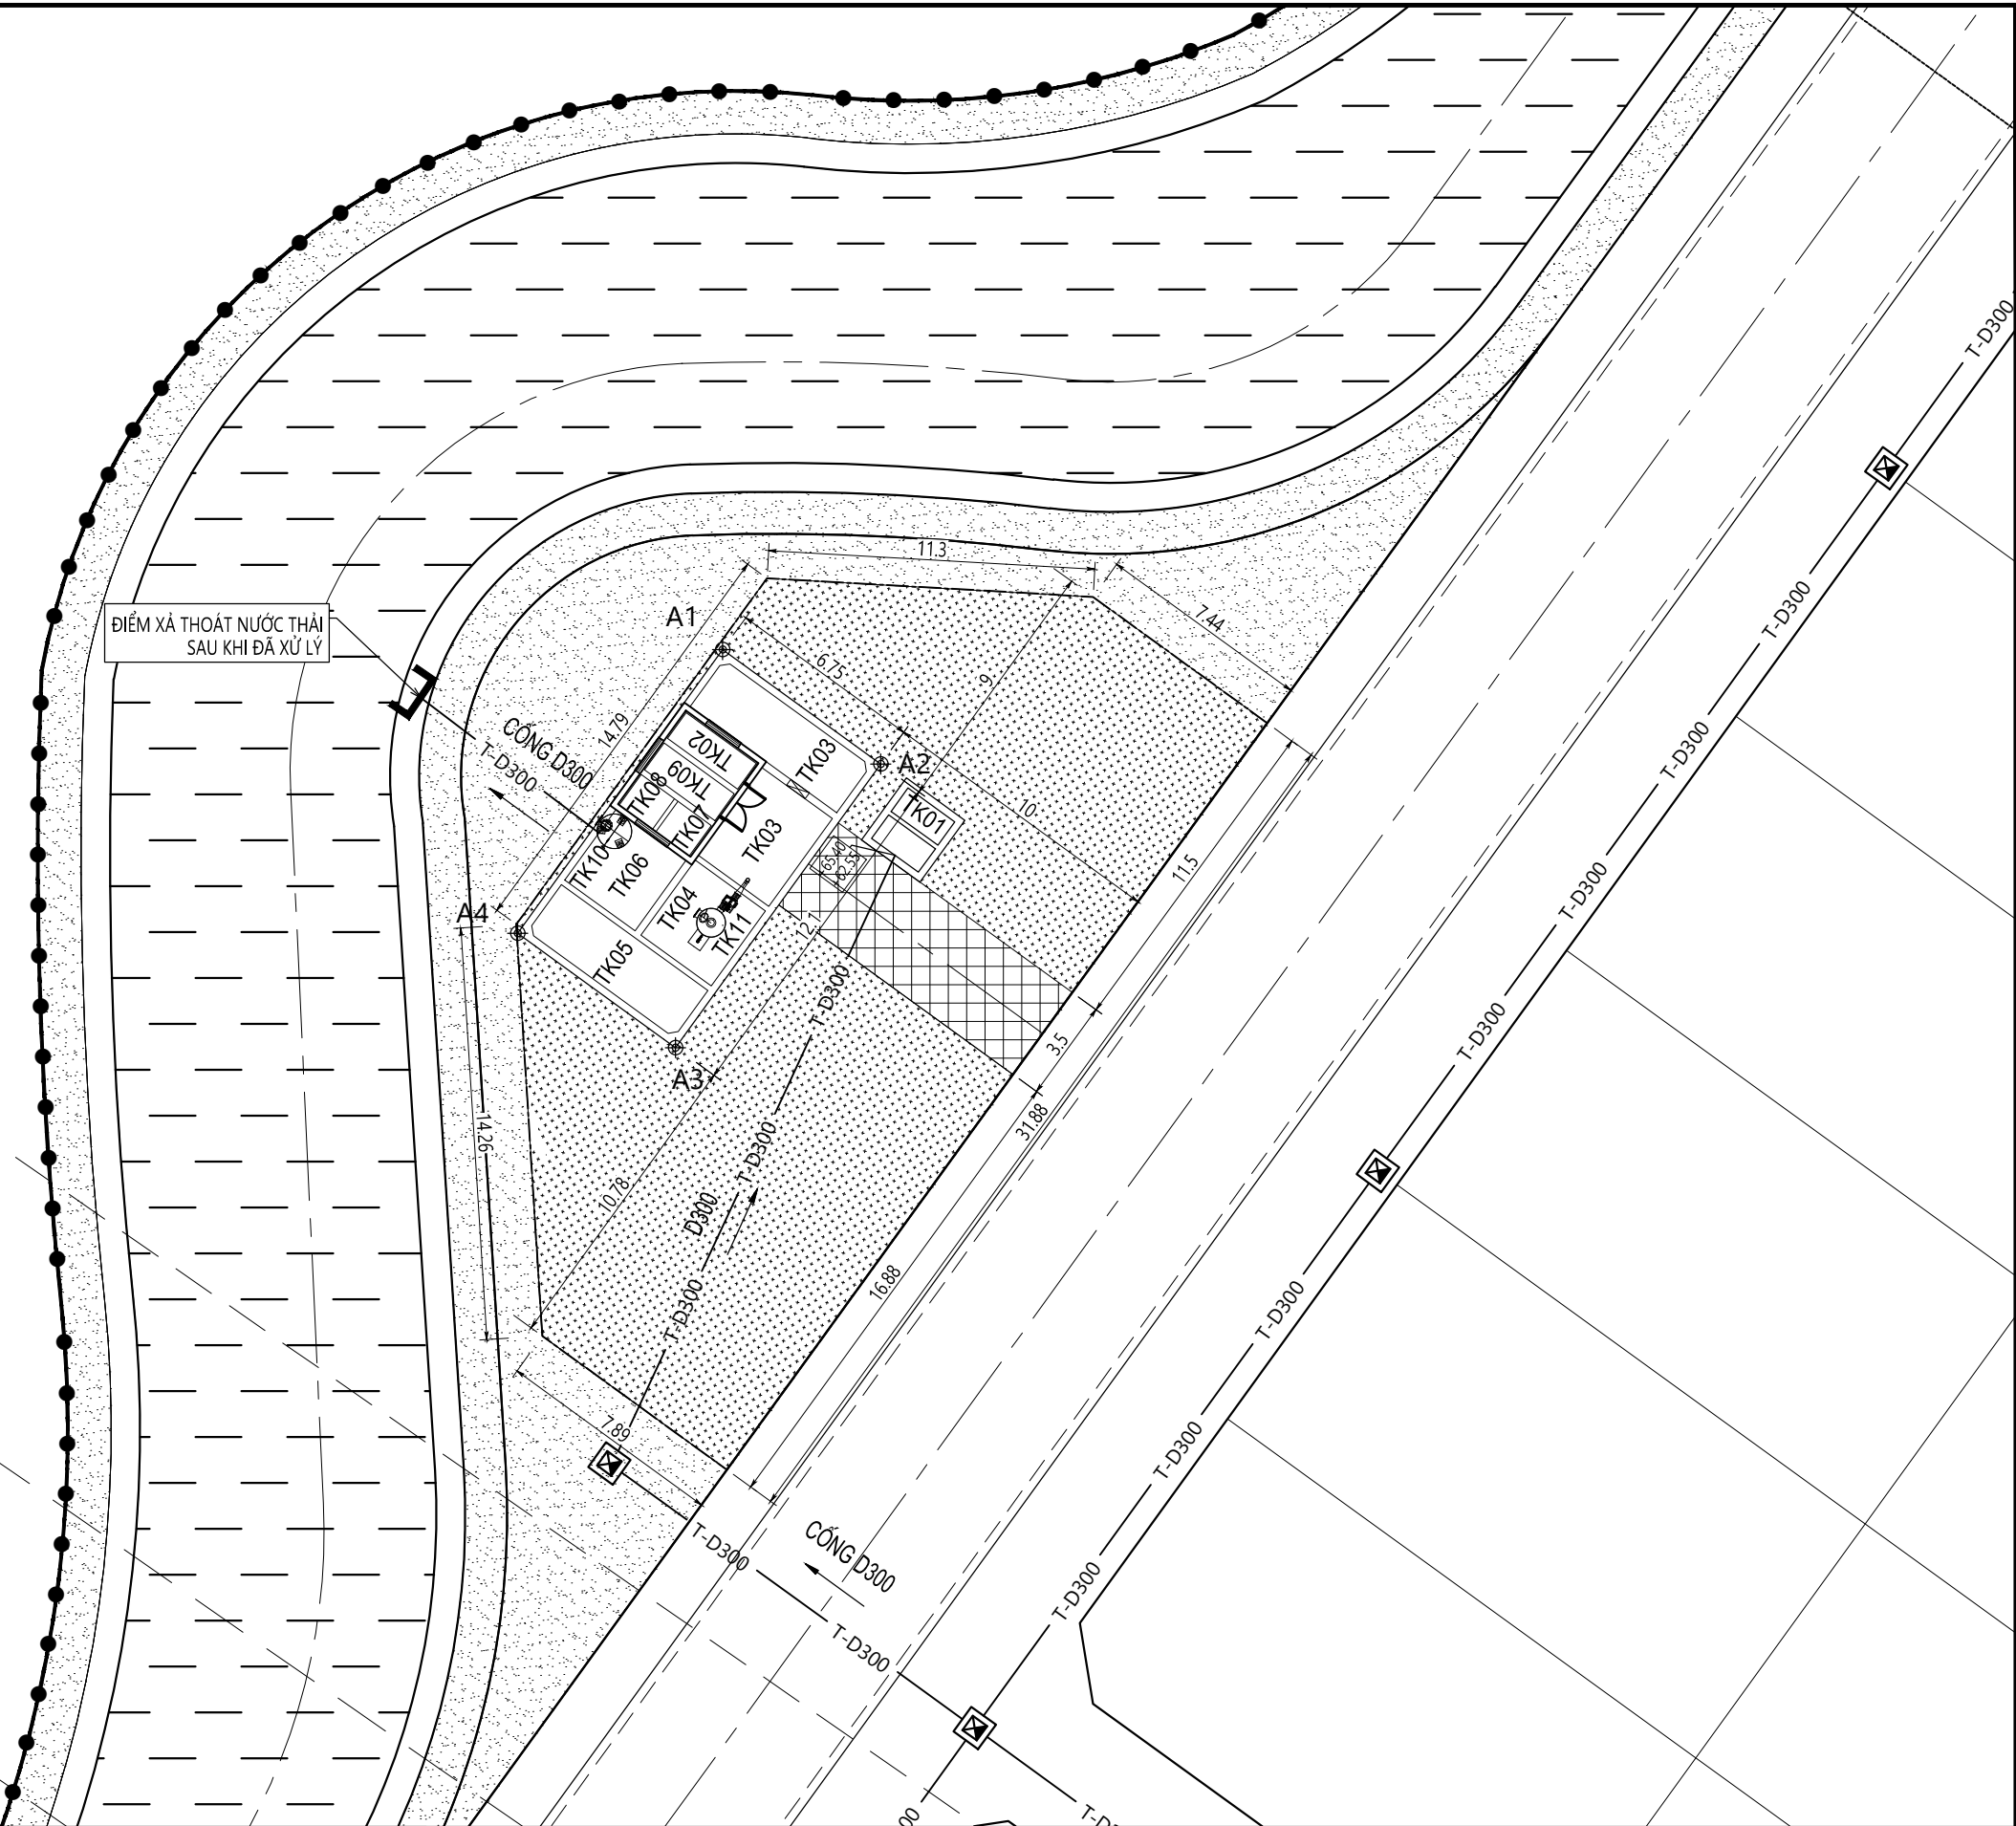 11.3
T-D300
7.44
T-D300
A1
ĐIỂM XẢ THOÁT NƯỚC THẢI
SAU KHI ĐÃ XỬ LÝ
6.75
9
14.79
CỐNG D300
T-D300
TK02
TK09
TK03
A2
T-D300
TK08
TK07
TK01
10
TK03
TK10
TK06
11.5
T-D300
A4
TK04
TK11
12.1
TK05
T-D300
3.5
T-D300
A3
31.88
14.26
T-D300
10.78
D300
16.88
T-D300
T-D300
7.89
T-D300
T-D300
CỐNG D300
T-D300
T-D300